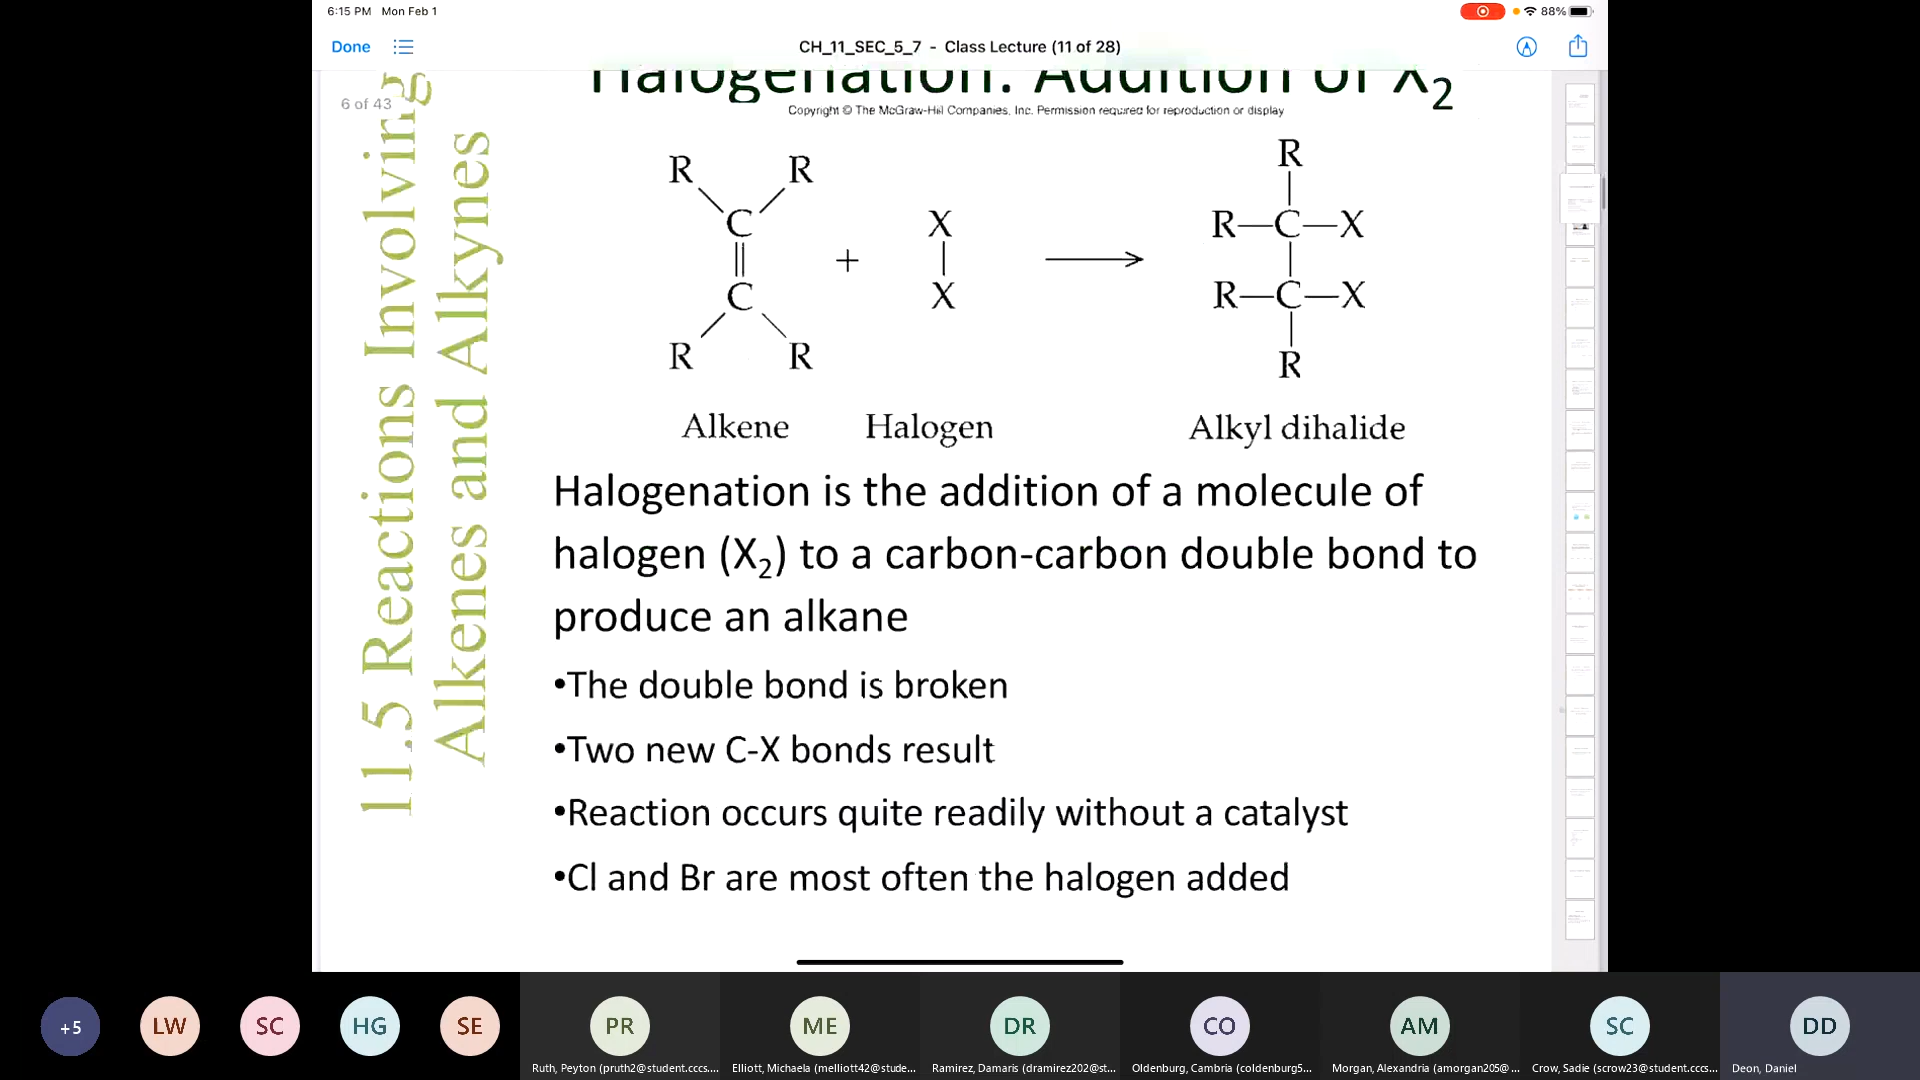 6:15 PM Mon Feb 1
88%
Done
CH_11_SEC_5_7 - Class Lecture (11 of 28)
6 of 43
Halogenation: Addition of X2
Copyright © The McGraw-Hill Companies, Inc. Permission required for reproduction or display
11.5 Reactions Involving
Alkenes and Alkynes
R R
C
C
R R
+
X
X
R
R—C—X
R—C—X
R
Alkene Halogen Alkyl dihalide
Halogenation is the addition of a molecule of
halogen (X2) to a carbon-carbon double bond to
produce an alkane
•The double bond is broken
•Two new C-X bonds result
•Reaction occurs quite readily without a catalyst
•Cl and Br are most often the halogen added
+5 LW SC HG SE PR ME DR CO AM SC DD
Ruth, Peyton (pruth2@student.cccs.... Elliott, Michaela (melliott42@stude... Ramirez, Damaris (dramirez202@st... Oldenburg, Cambria (coldenburg5... Morgan, Alexandria (amorgan205@... Crow, Sadie (scrow23@student.cccs... Deon, Daniel